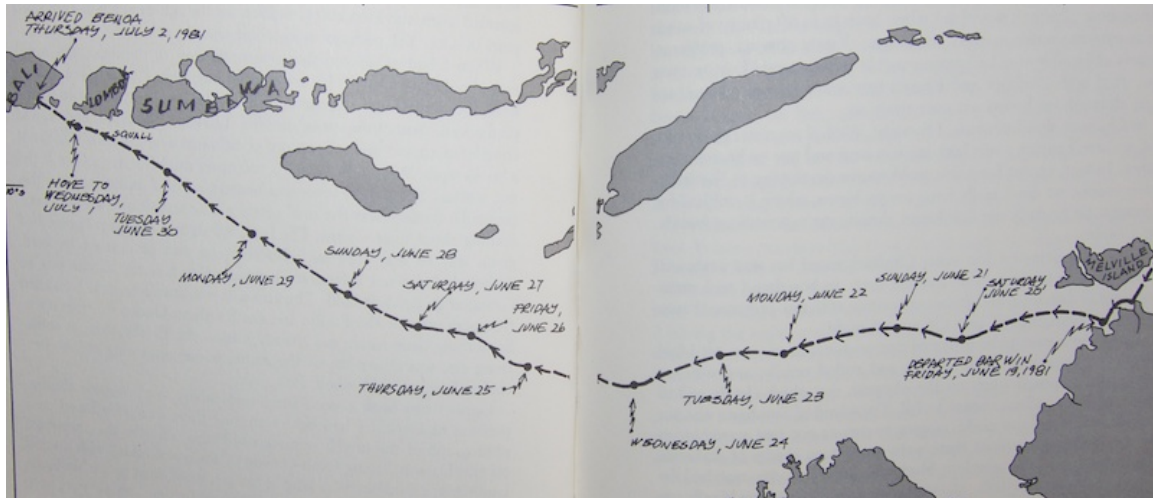 ARRIVED BENOA
THURSDAY, JULY 2, 1981
BALI
LOMBOK
SUMBAWA
SQUALL
10°S
HOVE TO
WEDNESDAY,
JULY 1
TUESDAY,
JUNE 30
MONDAY, JUNE 29
SUNDAY, JUNE 28
SATURDAY, JUNE 27
FRIDAY,
JUNE 26
THURSDAY, JUNE 25
WEDNESDAY, JUNE 24
TUESDAY, JUNE 23
MONDAY, JUNE 22
SUNDAY, JUNE 21
SATURDAY,
JUNE 20
MELVILLE
ISLAND
DEPARTED DARWIN
FRIDAY, JUNE 19, 1981